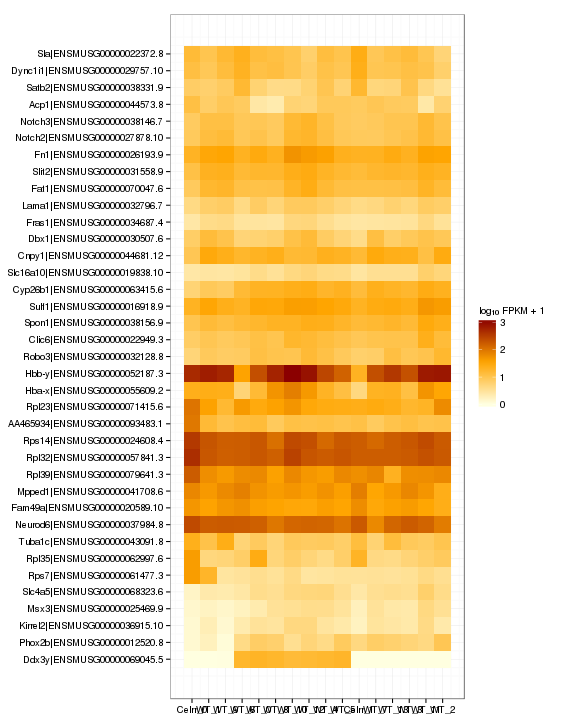 Sla|ENSMUSG00000022372.8
Dync1i1|ENSMUSG00000029757.10
Satb2|ENSMUSG00000038331.9
Acp1|ENSMUSG00000044573.8
Notch3|ENSMUSG00000038146.7
Notch2|ENSMUSG00000027878.10
Fn1|ENSMUSG00000026193.9
Slit2|ENSMUSG00000031558.9
Fat1|ENSMUSG00000070047.6
Lama1|ENSMUSG00000032796.7
Fras1|ENSMUSG00000034687.4
Dbx1|ENSMUSG00000030507.6
Cnpy1|ENSMUSG00000044681.12
Slc16a10|ENSMUSG00000019838.10
Cyp26b1|ENSMUSG00000063415.6
Sulf1|ENSMUSG00000016918.9
Spon1|ENSMUSG00000038156.9
Clic6|ENSMUSG00000022949.3
Robo3|ENSMUSG00000032128.8
Hbb-y|ENSMUSG00000052187.3
Hba-x|ENSMUSG00000055609.2
Rpl23|ENSMUSG00000071415.6
AA465934|ENSMUSG00000093483.1
Rps14|ENSMUSG00000024608.4
Rpl32|ENSMUSG00000057841.3
Rpl39|ENSMUSG00000079641.3
Mpped1|ENSMUSG00000041708.6
Fam49a|ENSMUSG00000020589.10
Neurod6|ENSMUSG00000037984.8
Tuba1c|ENSMUSG00000043091.8
Rpl35|ENSMUSG00000062997.6
Rps7|ENSMUSG00000061477.3
Slc4a5|ENSMUSG00000068323.6
Msx3|ENSMUSG00000025469.9
Kirrel2|ENSMUSG00000036915.10
Phox2b|ENSMUSG00000012520.8
Ddx3y|ENSMUSG00000069045.5
log₁₀ FPKM + 1
3
2
1
0